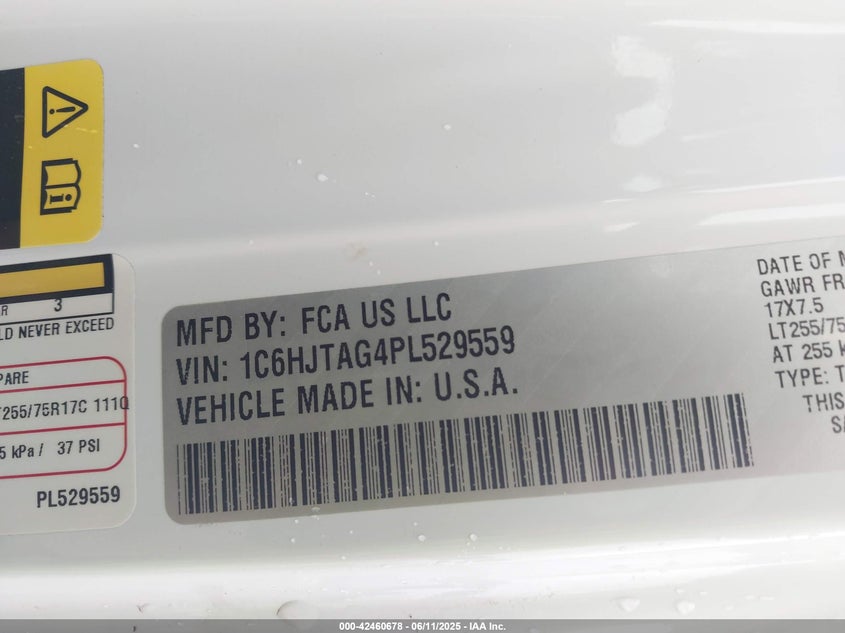 3
LD NEVER EXCEED
PARE
T255/75R17C 111Q
5 kPa / 37 PSI
PL529559
MFD BY: FCA US LLC
VIN: 1C6HJTAG4PL529559
VEHICLE MADE IN: U.S.A.
DATE OF M
GAWR FR
17X7.5
LT255/75
AT 255 k
TYPE: T
THIS
SA
000-42460678 - 06/11/2025 - IAA Inc.